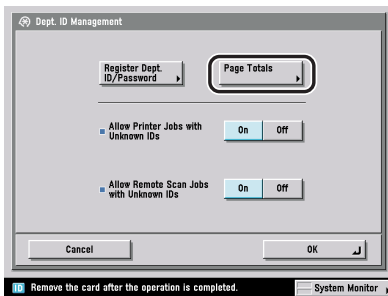 Dept. ID Management
Register Dept.
ID/Password
Page Totals
Allow Printer Jobs with
Unknown IDs
On Off
Allow Remote Scan Jobs
with Unknown IDs
On Off
Cancel OK
ID Remove the card after the operation is completed. System Monitor